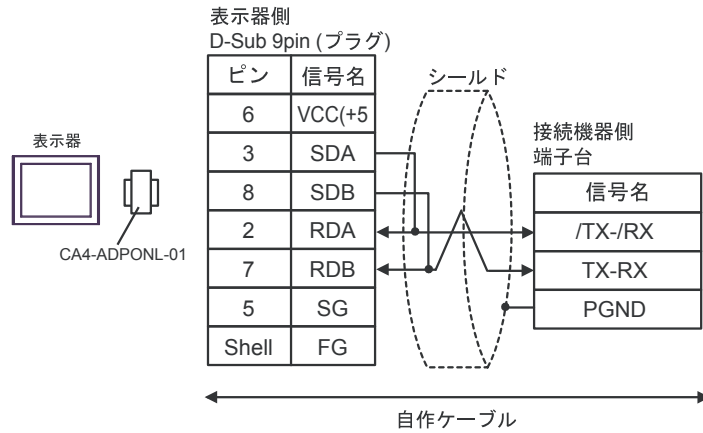 表示器側
D-Sub 9pin (プラグ)
ピン 信号名
6 VCC(+5
3 SDA
8 SDB
2 RDA
7 RDB
5 SG
Shell FG
シールド
接続機器側
端子台
信号名
/TX-/RX
TX-RX
PGND
表示器
CA4-ADPONL-01
自作ケーブル